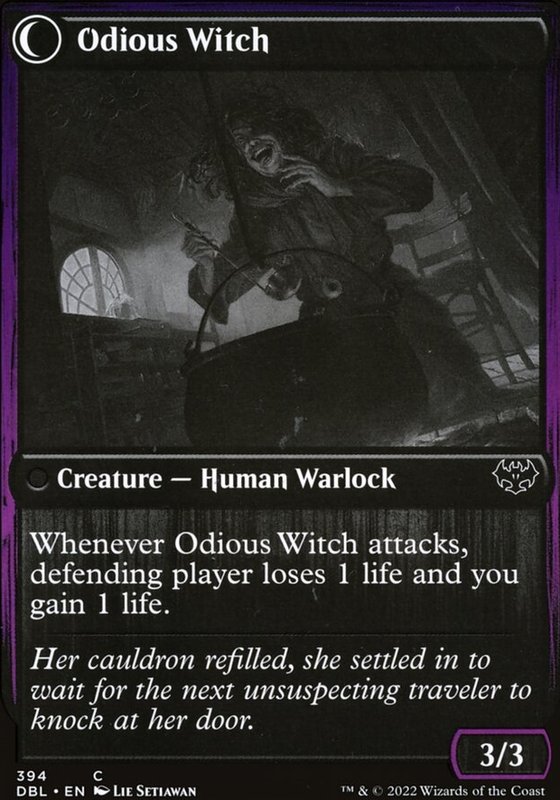 Odious Witch
Creature — Human Warlock
Whenever Odious Witch attacks,
defending player loses 1 life and you
gain 1 life.
Her cauldron refilled, she settled in to
wait for the next unsuspecting traveler to
knock at her door.
3/3
394 C
DBL • EN Lie Setiawan
™ & © 2022 Wizards of the Coast